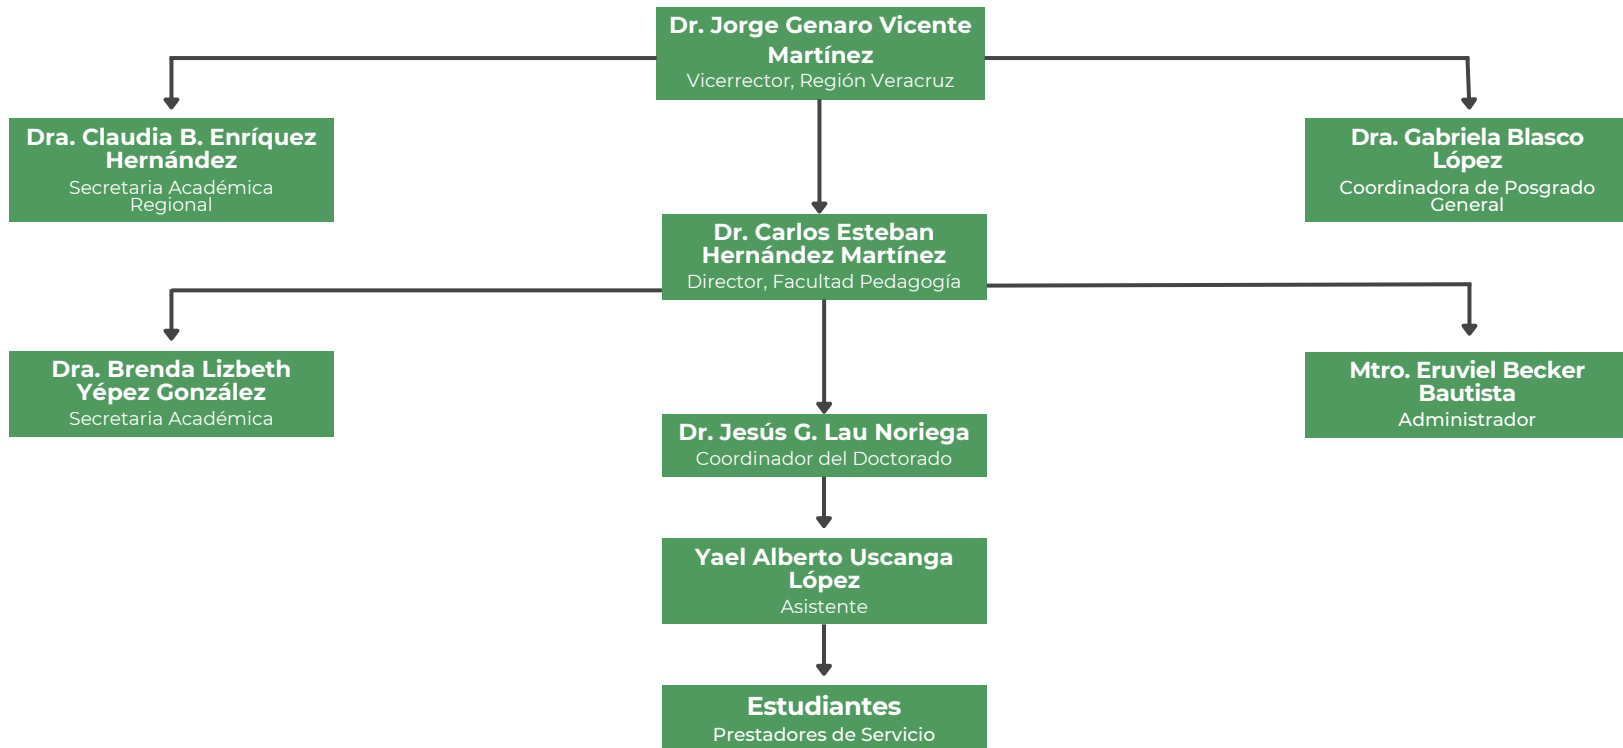 Dr. Jorge Genaro Vicente
Martínez
Vicerrector, Región Veracruz
Dra. Claudia B. Enríquez
Hernández
Secretaria Académica
Regional
Dra. Gabriela Blasco
López
Coordinadora de Posgrado
General
Dr. Carlos Esteban
Hernández Martínez
Director, Facultad Pedagogía
Dra. Brenda Lizbeth
Yépez González
Secretaria Académica
Mtro. Eruviel Becker
Bautista
Administrador
Dr. Jesús G. Lau Noriega
Coordinador del Doctorado
Yael Alberto Uscanga
López
Asistente
Estudiantes
Prestadores de Servicio